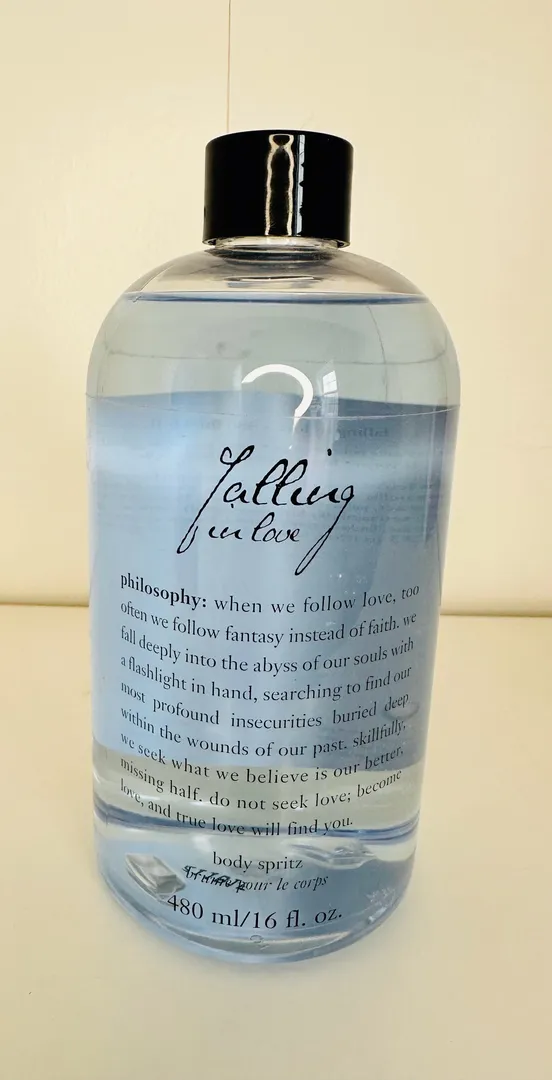 falling
in love
philosophy: when we follow love, too
often we follow fantasy instead of faith. we
fall deeply into the abyss of our souls with
a flashlight in hand, searching to find our
most profound insecurities buried deep
within the wounds of our past. skillfully,
we seek what we believe is our better,
missing half. do not seek love; become
love, and true love will find you.
body spritz
pour le corps
480 ml/16 fl. oz.